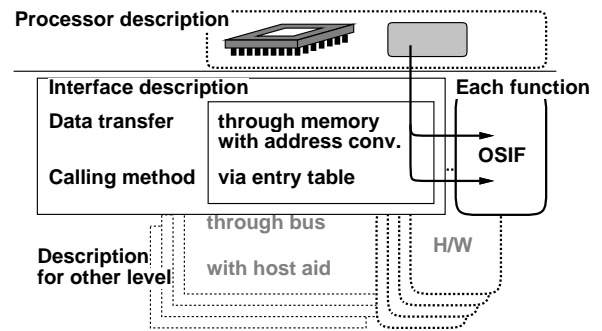 Processor description
Interface description
Each function
Data transfer
through memory
with address conv.
OSIF
Calling method
via entry table
through bus
H/W
Description
for other level
with host aid